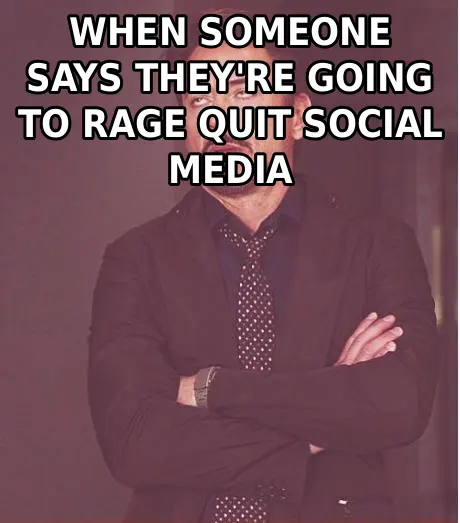 WHEN SOMEONE
SAYS THEY'RE GOING
TO RAGE QUIT SOCIAL
MEDIA